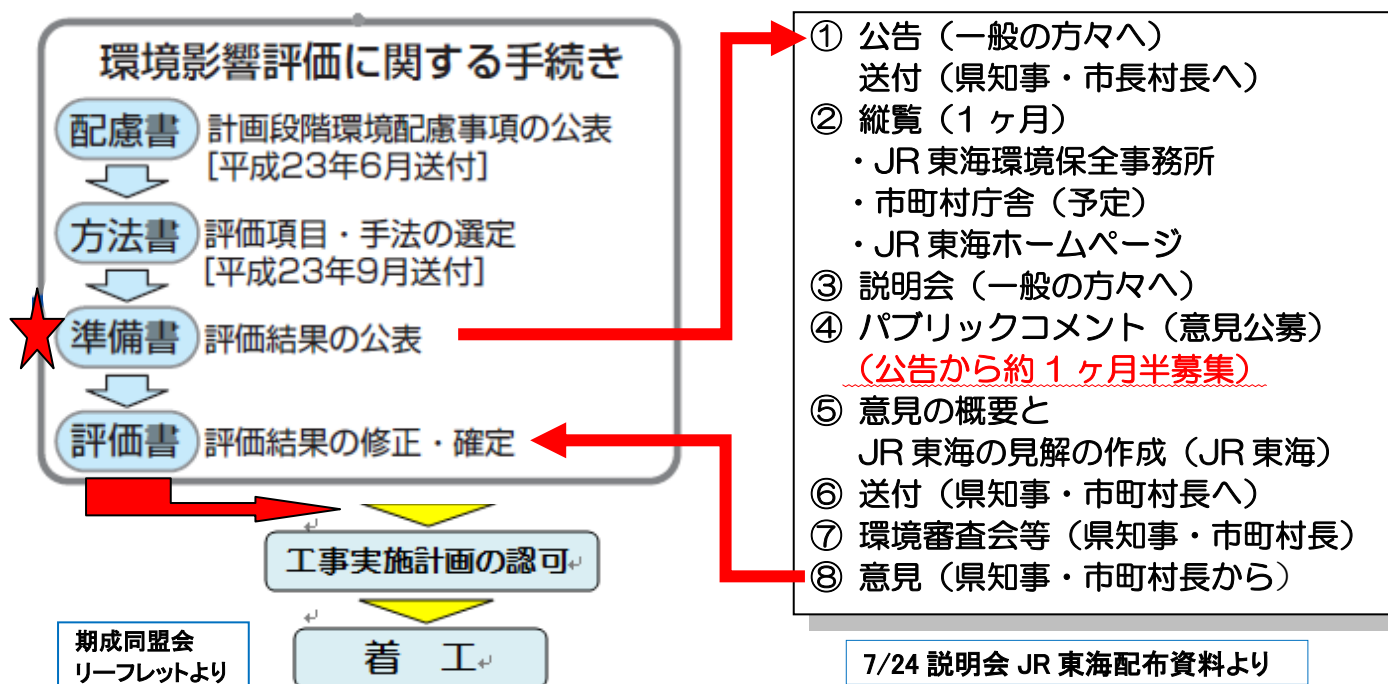 環境影響評価に関する手続き
配慮書 計画段階環境配慮事項の公表
[平成23年6月送付]
方法書 評価項目・手法の選定
[平成23年9月送付]
準備書 評価結果の公表
評価書 評価結果の修正・確定
工事実施計画の認可
着 工
期成同盟会
リーフレットより
① 公告（一般の方々へ）
送付（県知事・市長村長へ）
② 縦覧（1ヶ月）
・JR東海環境保全事務所
・市町村庁舎（予定）
・JR東海ホームページ
③ 説明会（一般の方々へ）
④ パブリックコメント（意見公募）
（公告から約1ヶ月半募集）
⑤ 意見の概要と
JR東海の見解の作成（JR東海）
⑥ 送付（県知事・市町村長へ）
⑦ 環境審査会等（県知事・市町村長）
⑧ 意見（県知事・市町村長から）
7/24 説明会 JR東海配布資料より